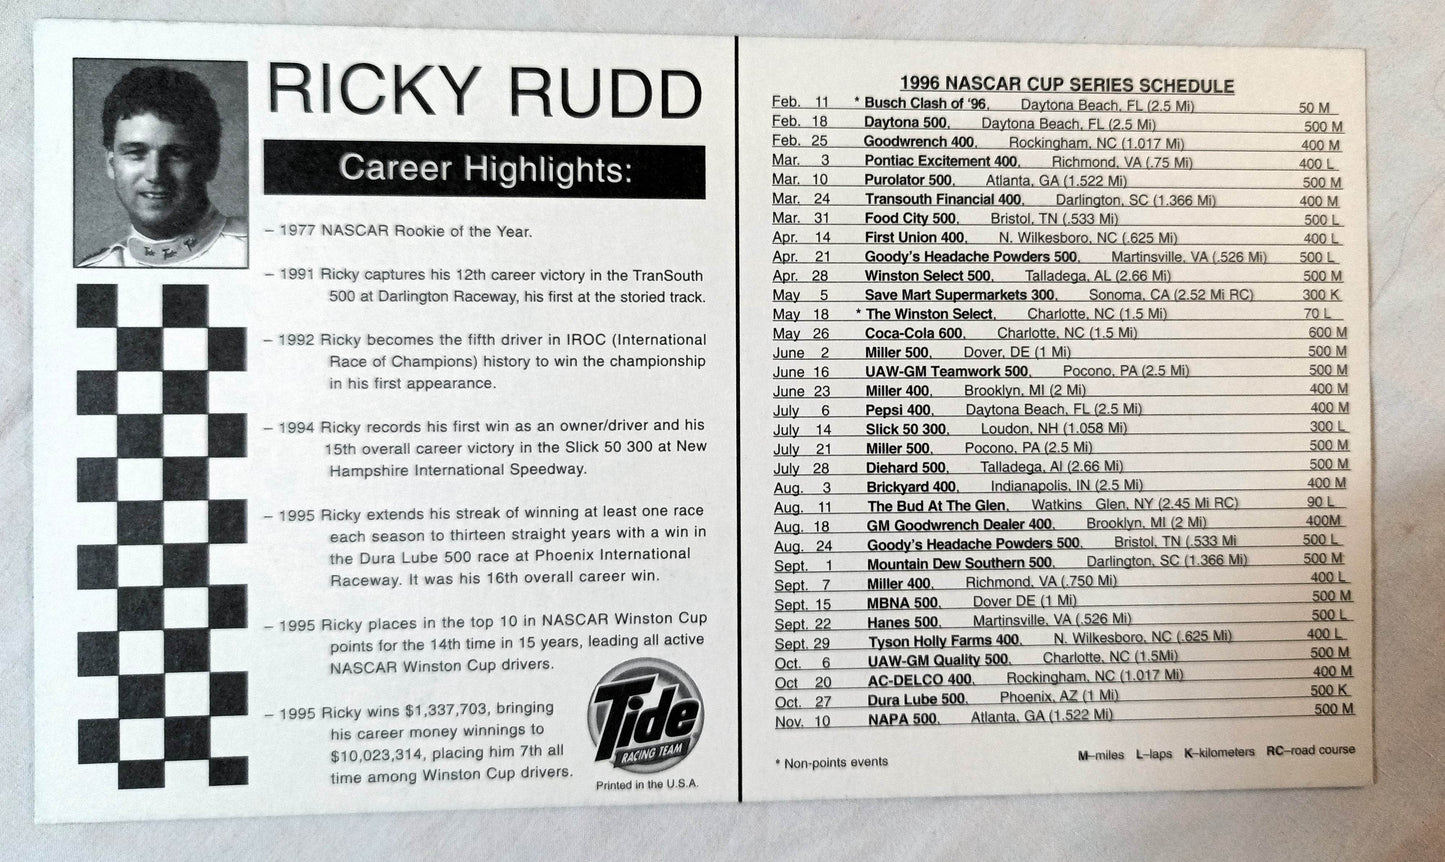 RICKY RUDD
Career Highlights:
– 1977 NASCAR Rookie of the Year.
– 1991 Ricky captures his 12th career victory in the TranSouth
500 at Darlington Raceway, his first at the storied track.
– 1992 Ricky becomes the fifth driver in IROC (International
Race of Champions) history to win the championship
in his first appearance.
– 1994 Ricky records his first win as an owner/driver and his
15th overall career victory in the Slick 50 300 at New
Hampshire International Speedway.
– 1995 Ricky extends his streak of winning at least one race
each season to thirteen straight years with a win in
the Dura Lube 500 race at Phoenix International
Raceway. It was his 16th overall career win.
– 1995 Ricky places in the top 10 in NASCAR Winston Cup
points for the 14th time in 15 years, leading all active
NASCAR Winston Cup drivers.
– 1995 Ricky wins $1,337,703, bringing
his career money winnings to
$10,023,314, placing him 7th all
time among Winston Cup drivers.
Tide
RACING TEAM
Printed in the U.S.A.
1996 NASCAR CUP SERIES SCHEDULE
Feb. 11 * Busch Clash of '96, Daytona Beach, FL (2.5 Mi) 50 M
Feb. 18 Daytona 500, Daytona Beach, FL (2.5 Mi) 500 M
Feb. 25 Goodwrench 400, Rockingham, NC (1.017 Mi) 400 M
Mar. 3 Pontiac Excitement 400, Richmond, VA (.75 Mi) 400 L
Mar. 10 Purolator 500, Atlanta, GA (1.522 Mi) 500 M
Mar. 24 Transouth Financial 400, Darlington, SC (1.366 Mi) 400 M
Mar. 31 Food City 500, Bristol, TN (.533 Mi) 500 L
Apr. 14 First Union 400, N. Wilkesboro, NC (.625 Mi) 400 L
Apr. 21 Goody's Headache Powders 500, Martinsville, VA (.526 Mi) 500 L
Apr. 28 Winston Select 500, Talladega, AL (2.66 Mi) 500 M
May 5 Save Mart Supermarkets 300, Sonoma, CA (2.52 Mi RC) 300 K
May 18 * The Winston Select, Charlotte, NC (1.5 Mi) 70 L
May 26 Coca-Cola 600, Charlotte, NC (1.5 Mi) 600 M
June 2 Miller 500, Dover, DE (1 Mi) 500 M
June 16 UAW-GM Teamwork 500, Pocono, PA (2.5 Mi) 500 M
June 23 Miller 400, Brooklyn, MI (2 Mi) 400 M
July 6 Pepsi 400, Daytona Beach, FL (2.5 Mi) 400 M
July 14 Slick 50 300, Loudon, NH (1.058 Mi) 300 L
July 21 Miller 500, Pocono, PA (2.5 Mi) 500 M
July 28 Diehard 500, Talladega, Al (2.66 Mi) 500 M
Aug. 3 Brickyard 400, Indianapolis, IN (2.5 Mi) 400 M
Aug. 11 The Bud At The Glen, Watkins Glen, NY (2.45 Mi RC) 90 L
Aug. 18 GM Goodwrench Dealer 400, Brooklyn, MI (2 Mi) 400M
Aug. 24 Goody's Headache Powders 500, Bristol, TN (.533 Mi 500 L
Sept. 1 Mountain Dew Southern 500, Darlington, SC (1.366 Mi) 500 M
Sept. 7 Miller 400, Richmond, VA (.750 Mi) 400 L
Sept. 15 MBNA 500, Dover DE (1 Mi) 500 M
Sept. 22 Hanes 500, Martinsville, VA (.526 Mi) 500 L
Sept. 29 Tyson Holly Farms 400, N. Wilkesboro, NC (.625 Mi) 400 L
Oct. 6 UAW-GM Quality 500, Charlotte, NC (1.5Mi) 500 M
Oct 20 AC-DELCO 400, Rockingham, NC (1.017 Mi) 400 M
Oct. 27 Dura Lube 500, Phoenix, AZ (1 Mi) 500 K
Nov. 10 NAPA 500, Atlanta, GA (1.522 Mi) 500 M
* Non-points events M–miles L–laps K–kilometers RC–road course